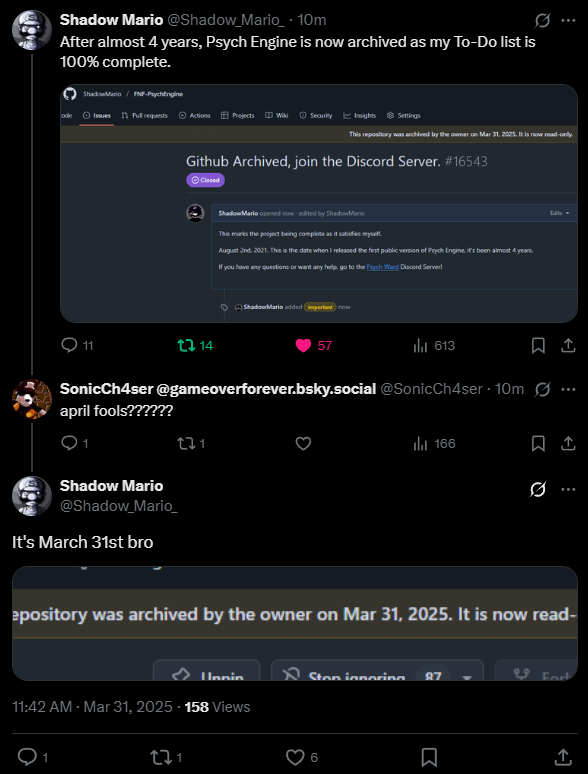 Shadow Mario @Shadow_Mario_ · 10m
After almost 4 years, Psych Engine is now archived as my To-Do list is
100% complete.
ShadowMario / FNF-PsychEngine
ode Issues Pull requests Actions Projects Wiki Security Insights Settings
This repository was archived by the owner on Mar 31, 2025. It is now read-only.
Github Archived, join the Discord Server. #16543
Closed
ShadowMario opened now · edited by ShadowMario Edits
This marks the project being complete as it satisfies myself.
August 2nd, 2021. This is the date when I released the first public version of Psych Engine, it's been almost 4 years.
If you have any questions or want any help, go to the Psych Ward Discord Server!
ShadowMario added important now
11 14 57 613
SonicCh4ser @gameoverforever.bsky.social @SonicCh4ser · 10m
april fools??????
1 1 166
Shadow Mario
@Shadow_Mario_
It's March 31st bro
epository was archived by the owner on Mar 31, 2025. It is now read-
Unpin Stop ignoring 87 Fork
11:42 AM · Mar 31, 2025 · 158 Views
1 1 6